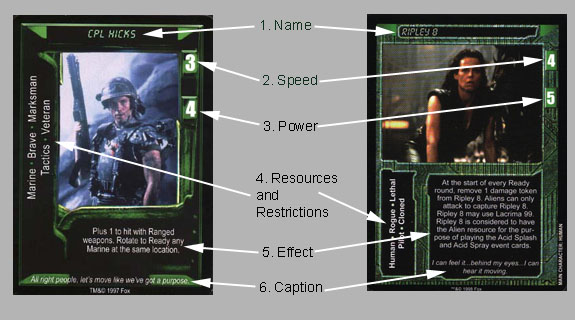 CPL HICKS
3
4
Marine • Brave • Marksman
Tactics • Veteran
Plus 1 to hit with Ranged
weapons. Rotate to Ready any
Marine at the same location.
All right people, let's move like we've got a purpose.
TM&© 1997 Fox
1. Name
2. Speed
3. Power
4. Resources
and
Restrictions
5. Effect
6. Caption
RIPLEY 8
4
5
Human • Rogue • Lethal
Pilot • Cloned
At the start of every Ready
round, remove 1 damage token
from Ripley 8. Aliens can only
attack to capture Ripley 8.
Ripley 8 may use Lacrima 99.
Ripley 8 is considered to have
the Alien resource for the pur-
pose of playing the Acid Splash
and Acid Spray event cards.
I can feel it...behind my eyes...I can
hear it moving.
MAIN CHARACTER: HUMAN
TM&© 1998 Fox